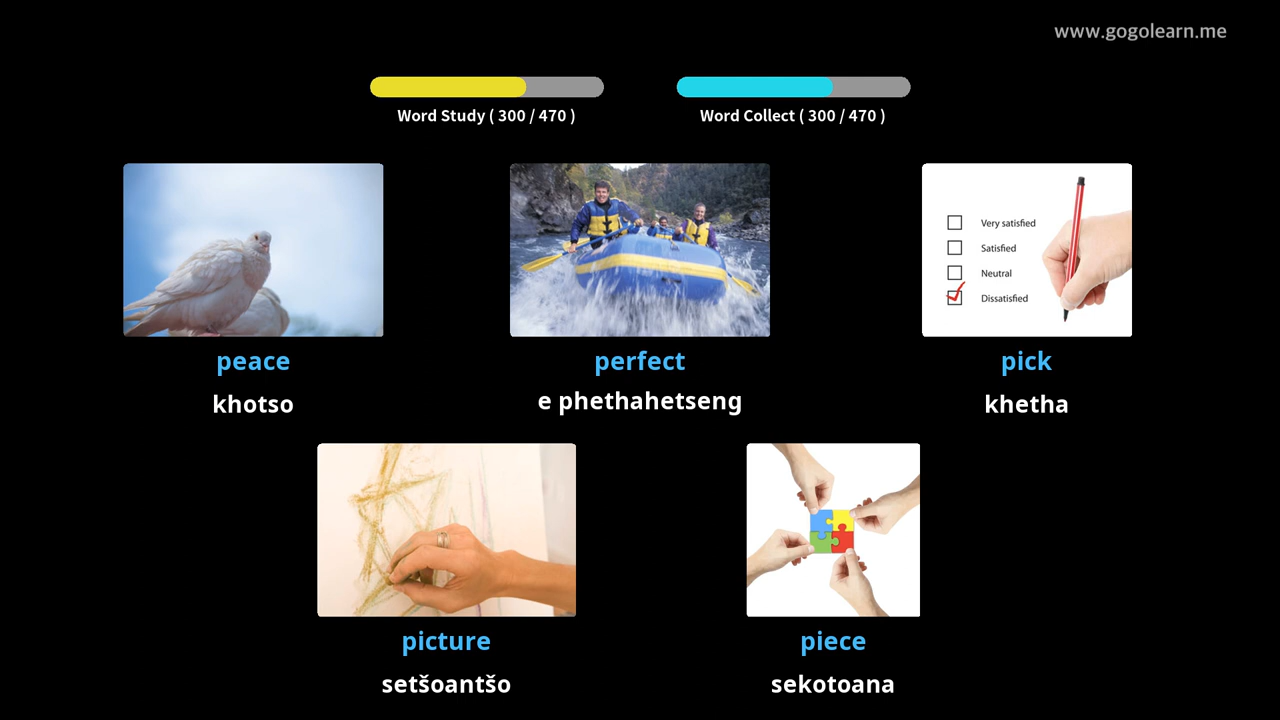 www.gogolearn.me
Word Study ( 300 / 470 )
Word Collect ( 300 / 470 )
Very satisfied
Satisfied
Neutral
Dissatisfied
peace
perfect
pick
khotso
e phethahetseng
khetha
picture
piece
setšoantšo
sekotoana